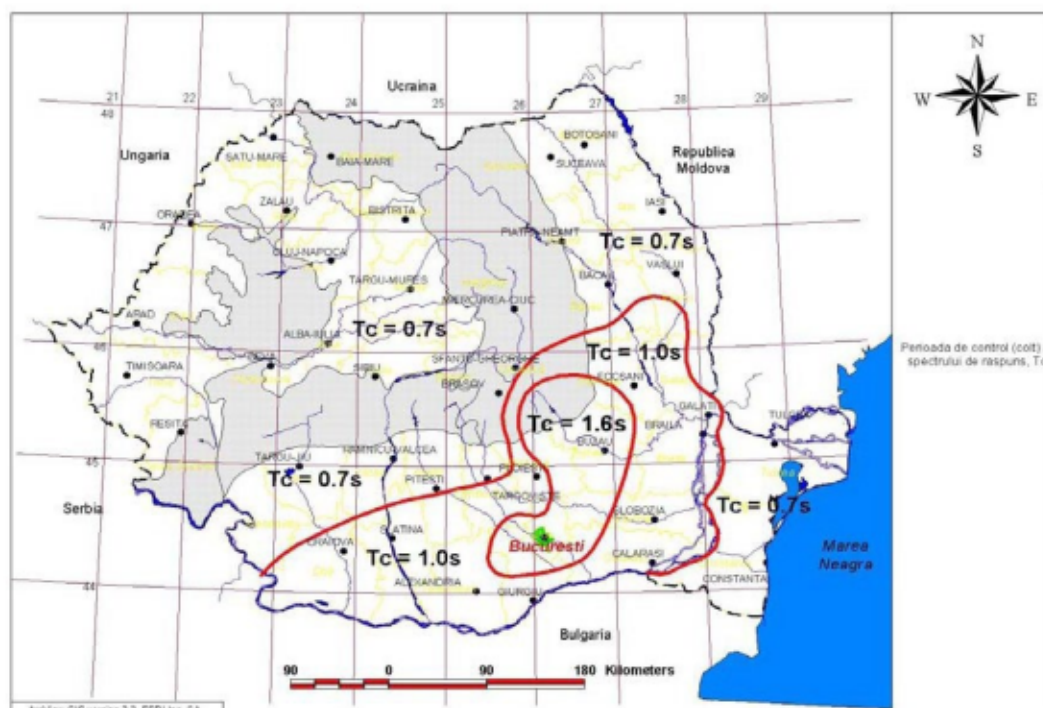 N
W E
S
Ucraina
21 22 23 24 25 26 27 28 29
48
Ungaria
Republica
Moldova
BOTOSANI
SATU-MARE
BAIA-MARE
SUCEAVA
ZALAU
BISTRITA
IASI
ORADEA
47
PIATRA-NEAMT
Tc = 0.7s
CLUJ-NAPOCA
VASLUI
TARGU-MURES
BACAU
MIERCUREA-CIUC
ARAD
ALBA-IULIA
Tc = 0.7s
46
Tc = 1.0s
SFANTU-GHEORGHE
TIMISOARA
DEVA
SIBIU
BRASOV
FOCSANI
Perioada de control (colt)
spectrului de raspuns, Tc
GALATI
Tc = 1.6s
BRAILA
TULCEA
RESITA
BUZAU
RAMNICU-VALCEA
TARGU-JIU
45
Tc = 0.7s
PITESTI
PLOIESTI
TARGOVISTE
Tc = 0.7s
Serbia
SLOBOZIA
SLATINA
CRAIOVA
Bucuresti
Marea
Neagra
Tc = 1.0s
CALARASI
ALEXANDRIA
CONSTANTA
44
GIURGIU
Bulgaria
90 0 90 180 Kilometers